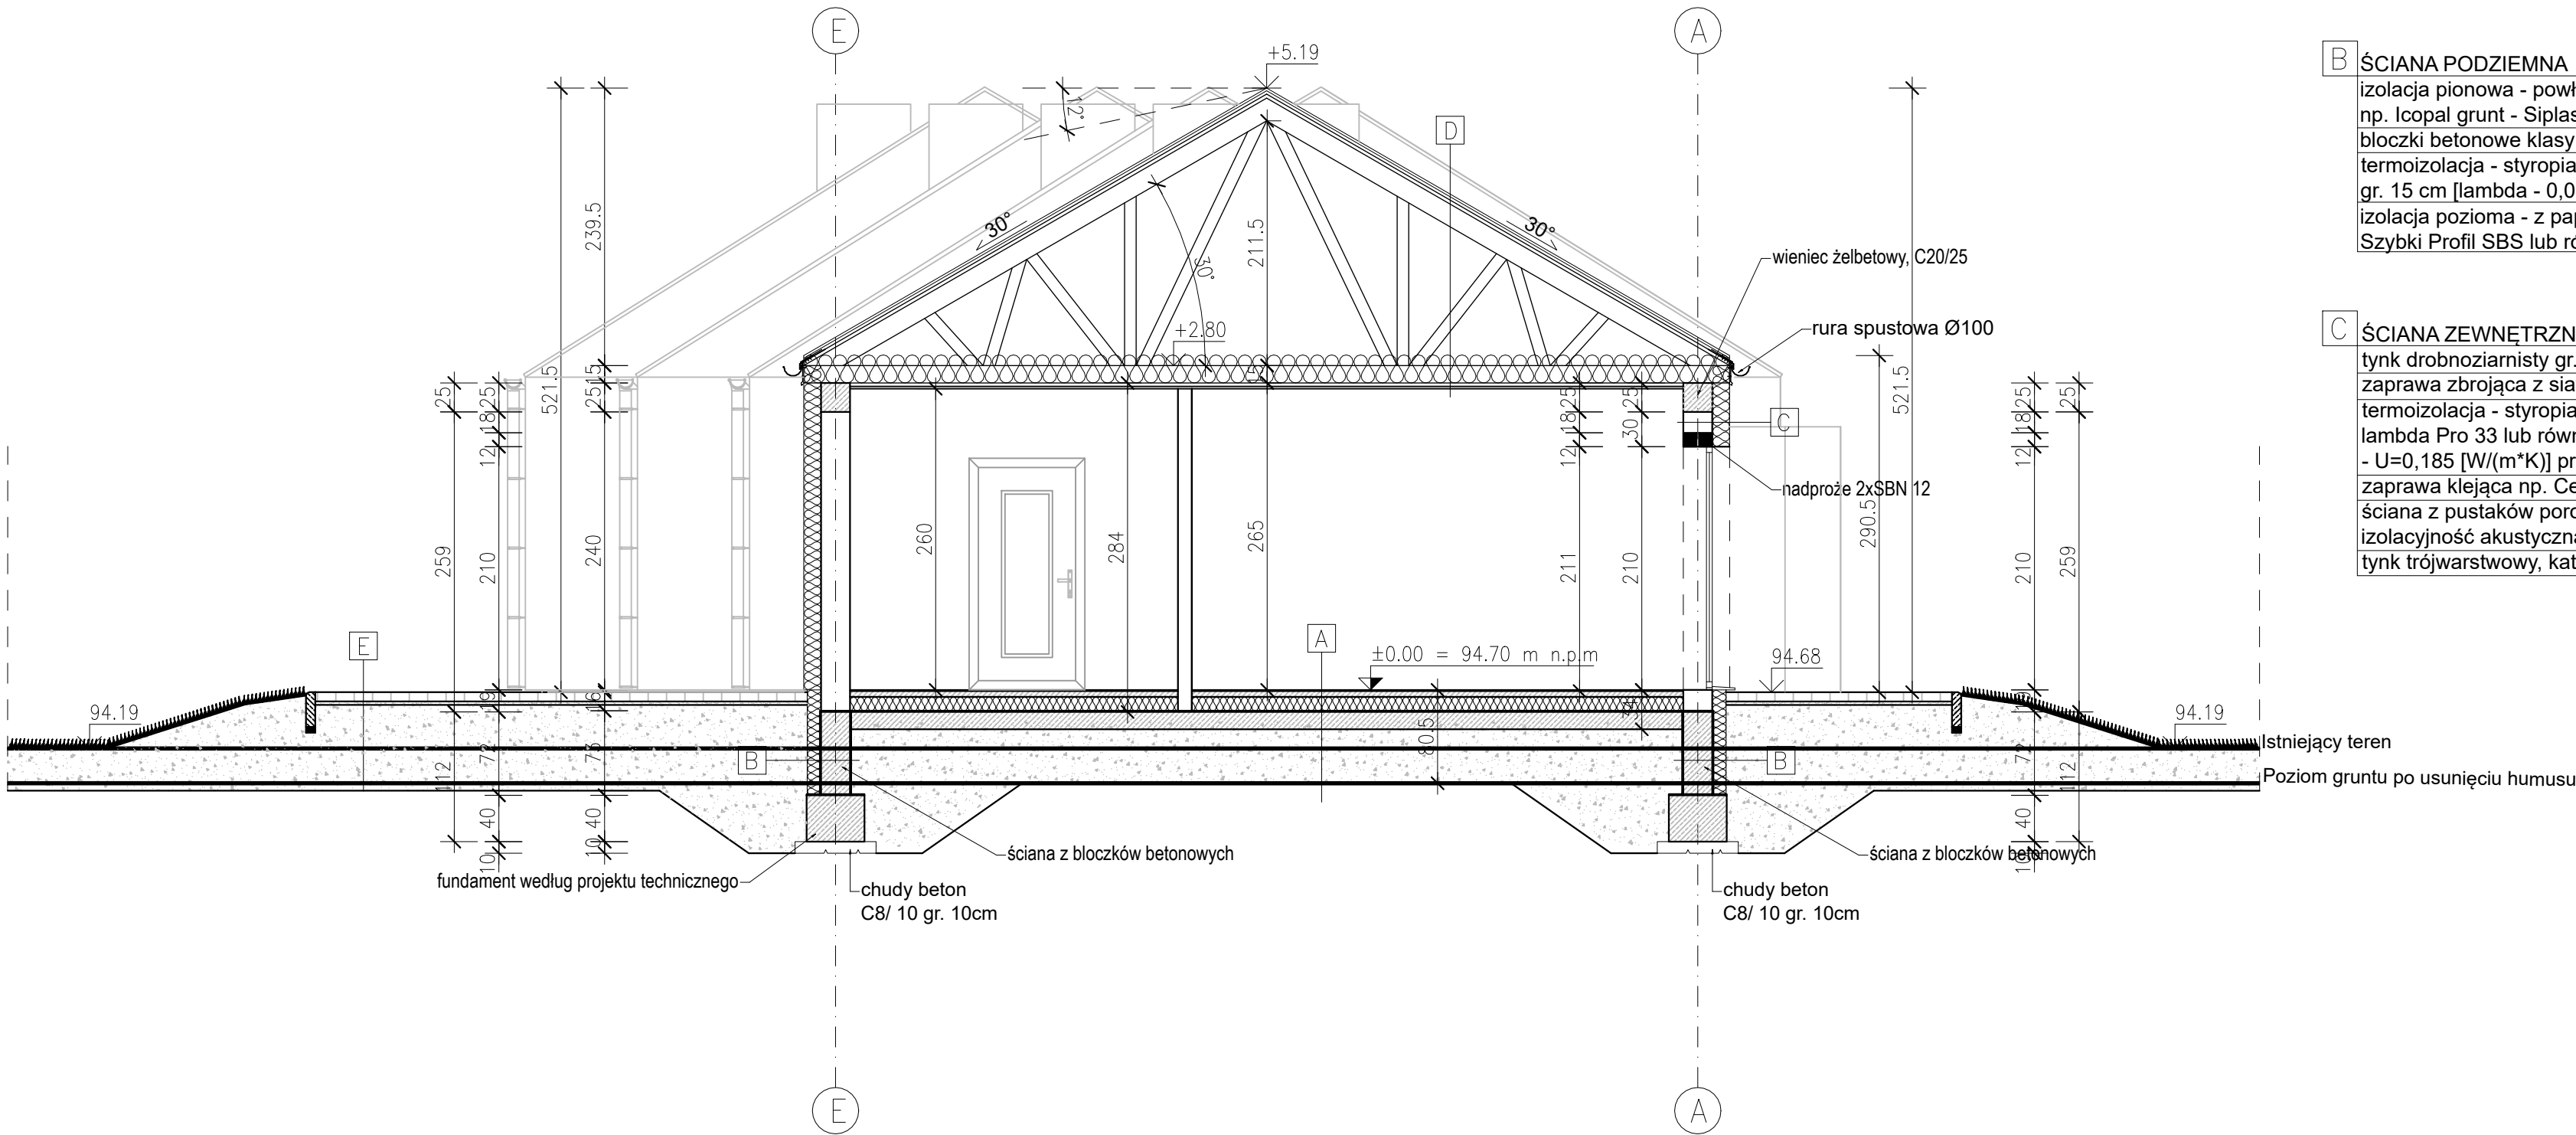 E
A
+5.19
12°
D
30°
30°
30°
239.5
521.5
211.5
+2.80
wieniec żelbetowy, C20/25
rura spustowa Ø100
521.5
25
25
18
12
25
15
15
25
18
12
25
30
C
25
18
12
25
nadproże 2xSBN 12
259
210
240
260
284
265
211
210
290.5
210
259
E
A
±0.00 = 94.70 m n.p.m
94.68
94.19
94.19
19
16
34
80.5
72
73
112
72
112
B
B
Istniejący teren
Poziom gruntu po usunięciu humusu
40
40
40
10
10
10
ściana z bloczków betonowych
ściana z bloczków betonowych
fundament według projektu technicznego
chudy beton
C8/ 10 gr. 10cm
chudy beton
C8/ 10 gr. 10cm
E
A
B
ŚCIANA PODZIEMNA
izolacja pionowa - powł
np. Icopal grunt - Siplas
bloczki betonowe klasy
termoizolacja - styropia
gr. 15 cm [lambda - 0,0
izolacja pozioma - z pap
Szybki Profil SBS lub ró
C
ŚCIANA ZEWNĘTRZN
tynk drobnoziarnisty gr.
zaprawa zbrojąca z sia
termoizolacja - styropia
lambda Pro 33 lub równ
- U=0,185 [W/(m*K)] pr
zaprawa klejąca np. Ce
ściana z pustaków poro
izolacyjność akustyczna
tynk trójwarstwowy, kat